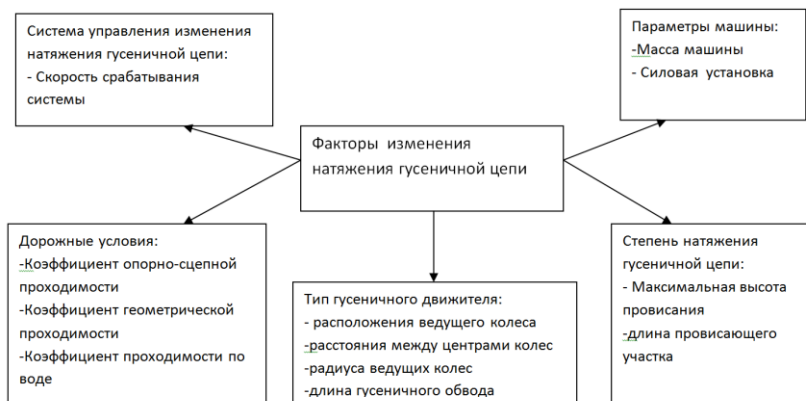 Система управления изменения
натяжения гусеничной цепи:
- Скорость срабатывания
системы
Параметры машины:
-Масса машины
- Силовая установка
Факторы изменения
натяжения гусеничной цепи
Дорожные условия:
-Коэффициент опорно-сцепной
проходимости
-Коэффициент геометрической
проходимости
-Коэффициент проходимости по
воде
Тип гусеничного движителя:
- расположения ведущего колеса
-расстояния между центрами колес
-радиуса ведущих колес
-длина гусеничного обвода
Степень натяжения
гусеничной цепи:
- Максимальная высота
провисания
-длина провисающего
участка